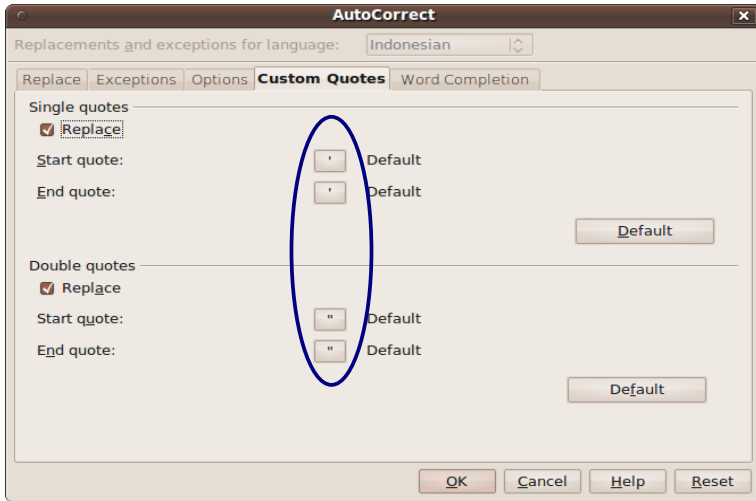 AutoCorrect
Replacements and exceptions for language: Indonesian
Replace Exceptions Options Custom Quotes Word Completion
Single quotes
Replace
Start quote: ' Default
End quote: ' Default
Default
Double quotes
Replace
Start quote: " Default
End quote: " Default
Default
OK Cancel Help Reset